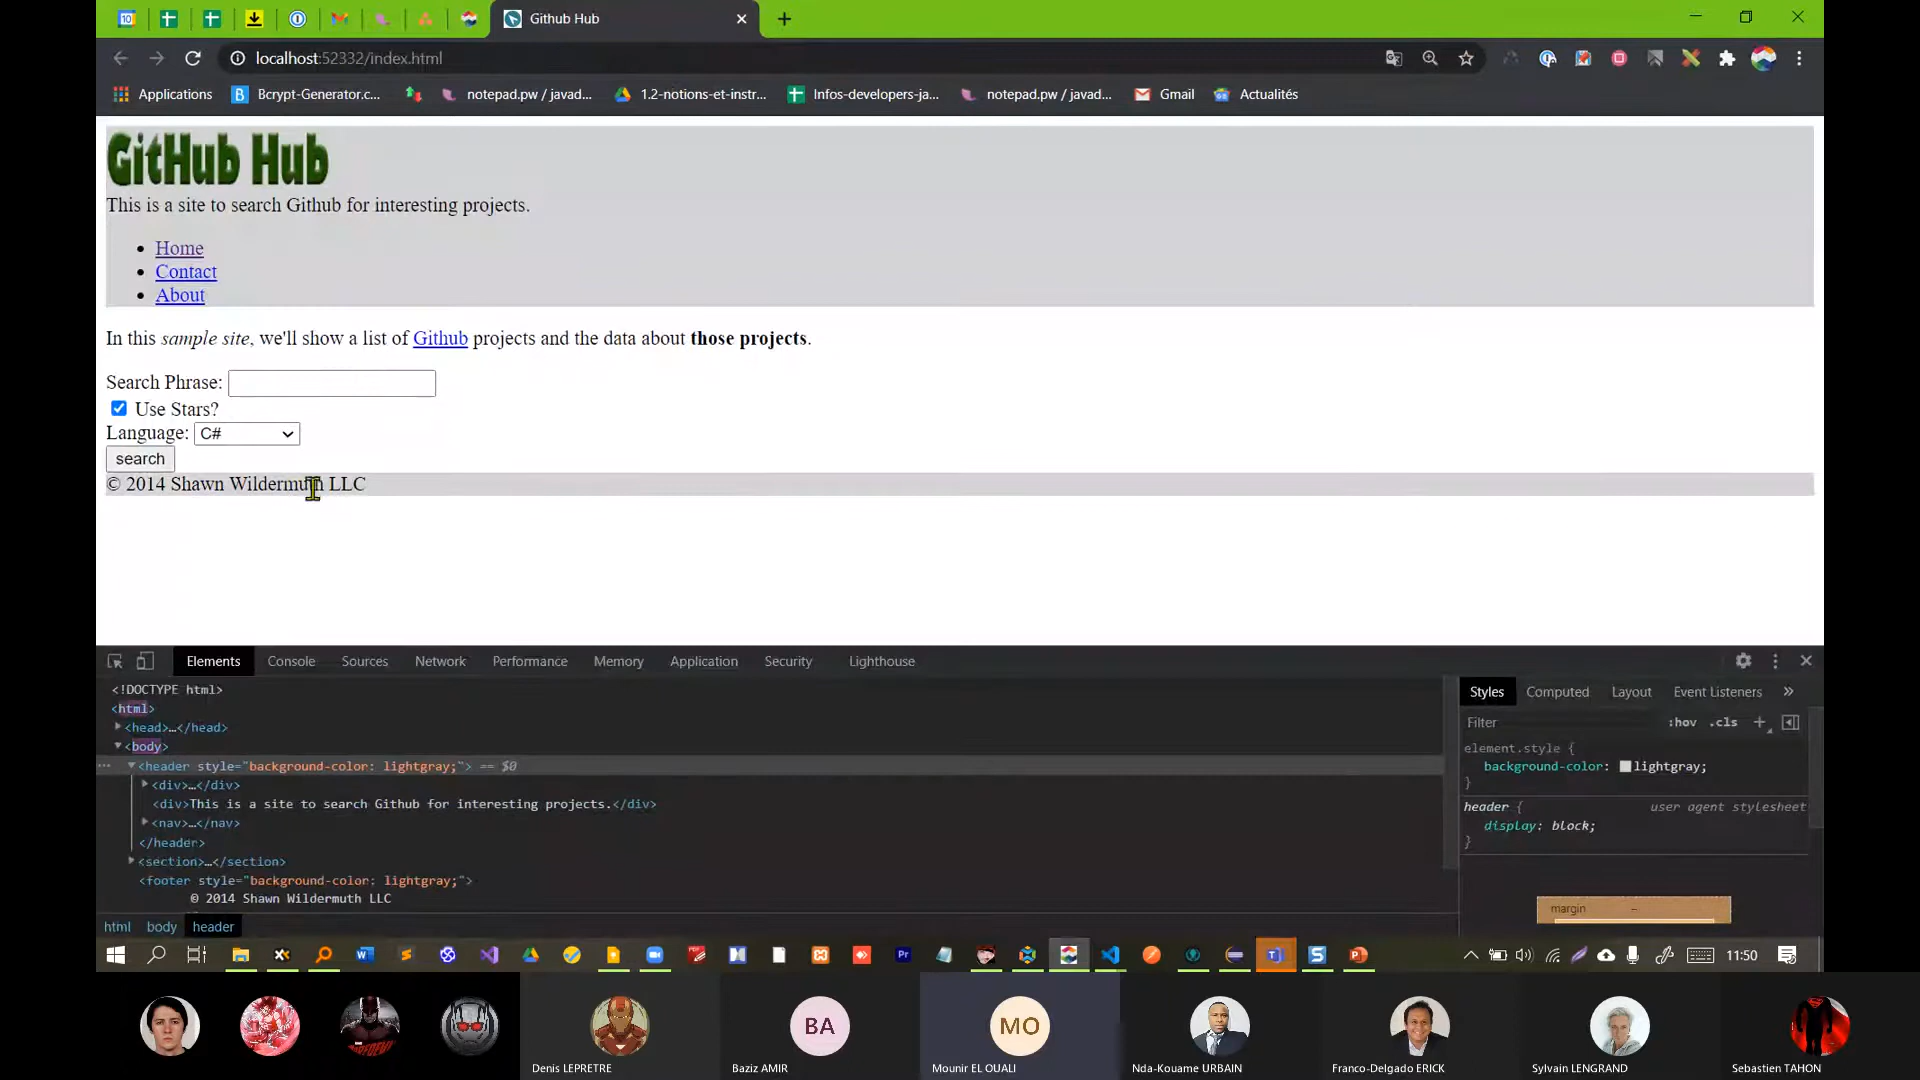 Github Hub
localhost:52332/index.html
Applications
Bcrypt-Generator.c...
notepad.pw / javad...
1.2-notions-et-instr...
Infos-developers-ja...
notepad.pw / javad...
Gmail
Actualités
GitHub Hub
This is a site to search Github for interesting projects.
Home
Contact
About
In this sample site, we'll show a list of Github projects and the data about those projects.
Search Phrase:
Use Stars?
Language: C#
search
© 2014 Shawn Wildermuth LLC
Elements Console Sources Network Performance Memory Application Security Lighthouse
<!DOCTYPE html>
<html>
<head>…</head>
<body>
<header style="background-color: lightgray;"> == $0
<div>…</div>
<div>This is a site to search Github for interesting projects.</div>
<nav>…</nav>
</header>
<section>…</section>
<footer style="background-color: lightgray;">
© 2014 Shawn Wildermuth LLC
html body header
Styles Computed Layout Event Listeners »
Filter :hov .cls +
element.style {
background-color: lightgray;
}
header { user agent stylesheet
display: block;
}
margin -
11:50
BA
MO
Denis LEPRETRE
Baziz AMIR
Mounir EL OUALI
Nda-Kouame URBAIN
Franco-Delgado ERICK
Sylvain LENGRAND
Sebastien TAHON